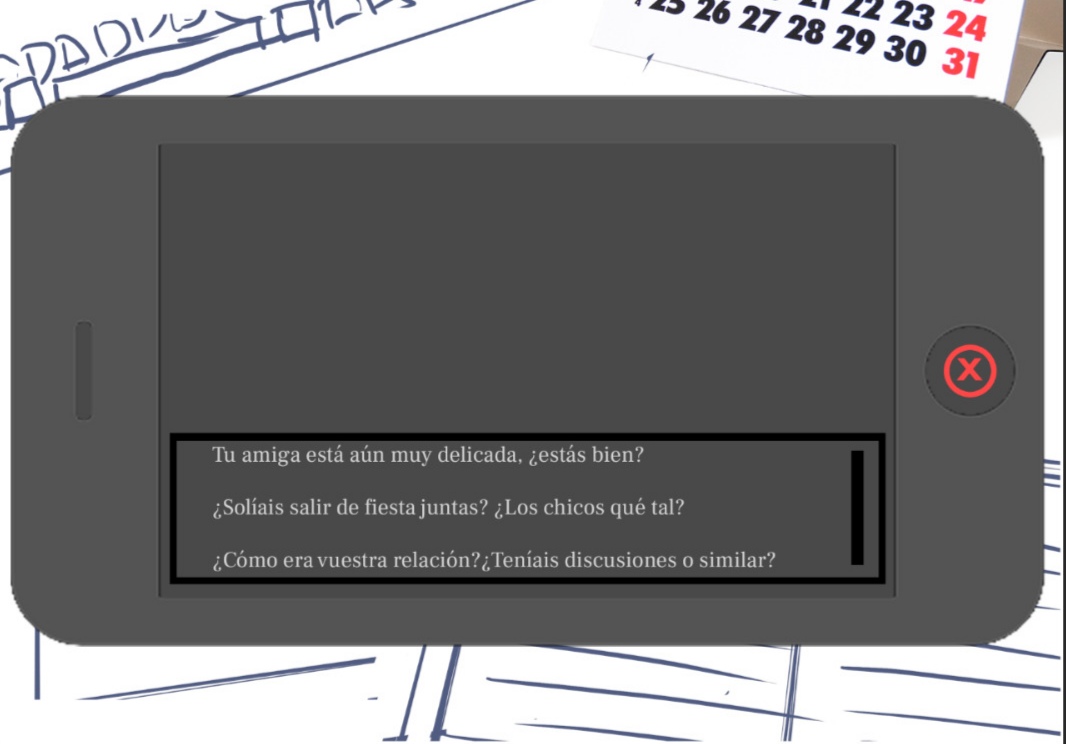 21 22 23 24
25 26 27 28 29 30 31
Tu amiga está aún muy delicada, ¿estás bien?
¿Solíais salir de fiesta juntas? ¿Los chicos qué tal?
¿Cómo era vuestra relación?¿Teníais discusiones o similar?